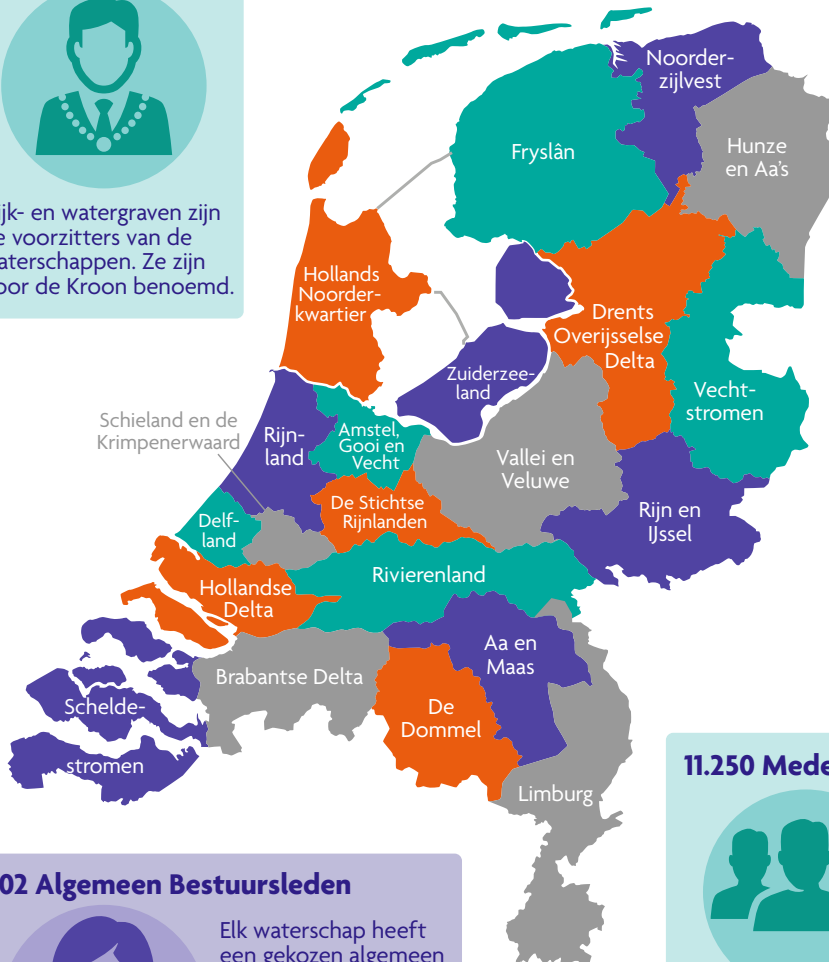 ijk- en watergraven zijn
e voorzitters van de
aterschappen. Ze zijn
oor de Kroon benoemd.
Noorder-
zijlvest
Fryslân
Hunze
en Aa's
Hollands
Noorder-
kwartier
Drents
Overijsselse
Delta
Zuiderzee-
land
Vecht-
stromen
Schieland en de
Krimpenerwaard
Rijn-
land
Amstel,
Gooi en
Vecht
Vallei en
Veluwe
De Stichtse
Rijnlanden
Rijn en
IJssel
Delf-
land
Rivierenland
Hollandse
Delta
Aa en
Maas
Brabantse Delta
De
Dommel
Schelde-
stromen
Limburg
11.250 Mede
02 Algemeen Bestuursleden
Elk waterschap heeft
een gekozen algemeen